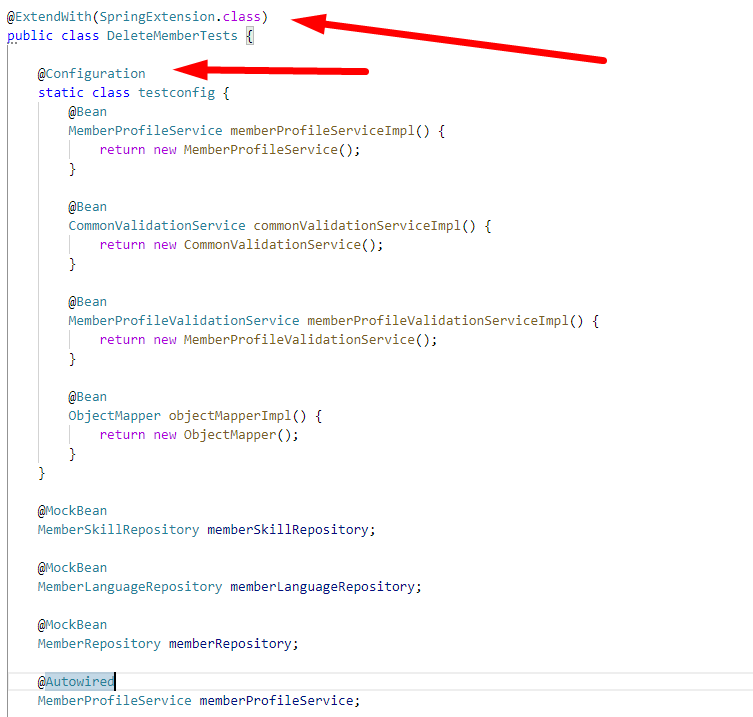 @ExtendWith(SpringExtension.class)
public class DeleteMemberTests {
@Configuration
static class testconfig {
@Bean
MemberProfileService memberProfileServiceImpl() {
return new MemberProfileService();
}
@Bean
CommonValidationService commonValidationServiceImpl() {
return new CommonValidationService();
}
@Bean
MemberProfileValidationService memberProfileValidationServiceImpl() {
return new MemberProfileValidationService();
}
@Bean
ObjectMapper objectMapperImpl() {
return new ObjectMapper();
}
}
@MockBean
MemberSkillRepository memberSkillRepository;
@MockBean
MemberLanguageRepository memberLanguageRepository;
@MockBean
MemberRepository memberRepository;
@Autowired
MemberProfileService memberProfileService;